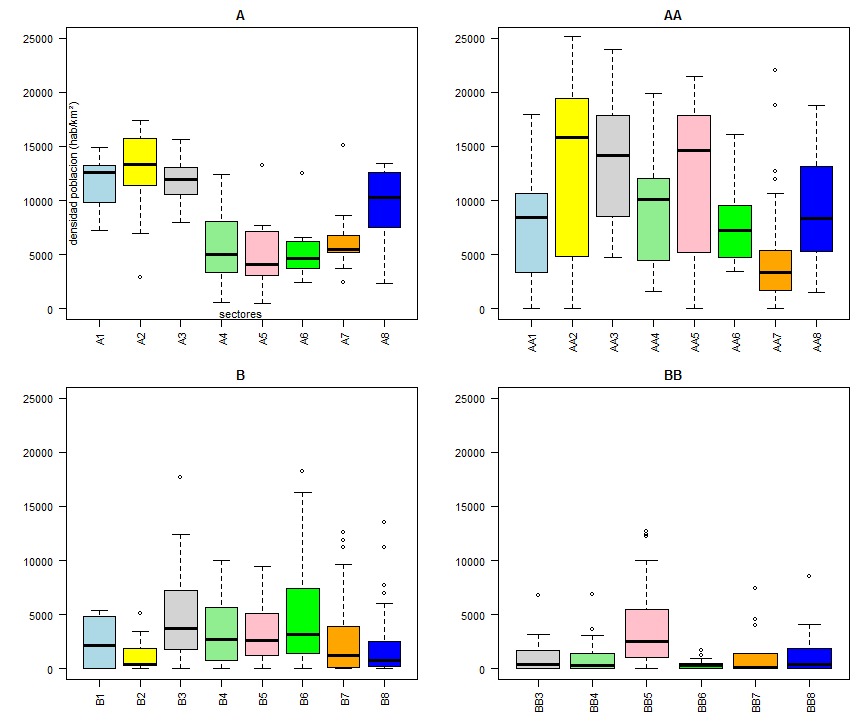 A
25000
20000
15000
10000
5000
0
densidad poblacion (hab/km²)
sectores
A1 A2 A3 A4 A5 A6 A7 A8
AA
25000
20000
15000
10000
5000
0
AA1 AA2 AA3 AA4 AA5 AA6 AA7 AA8
B
25000
20000
15000
10000
5000
0
B1 B2 B3 B4 B5 B6 B7 B8
BB
25000
20000
15000
10000
5000
0
BB3 BB4 BB5 BB6 BB7 BB8